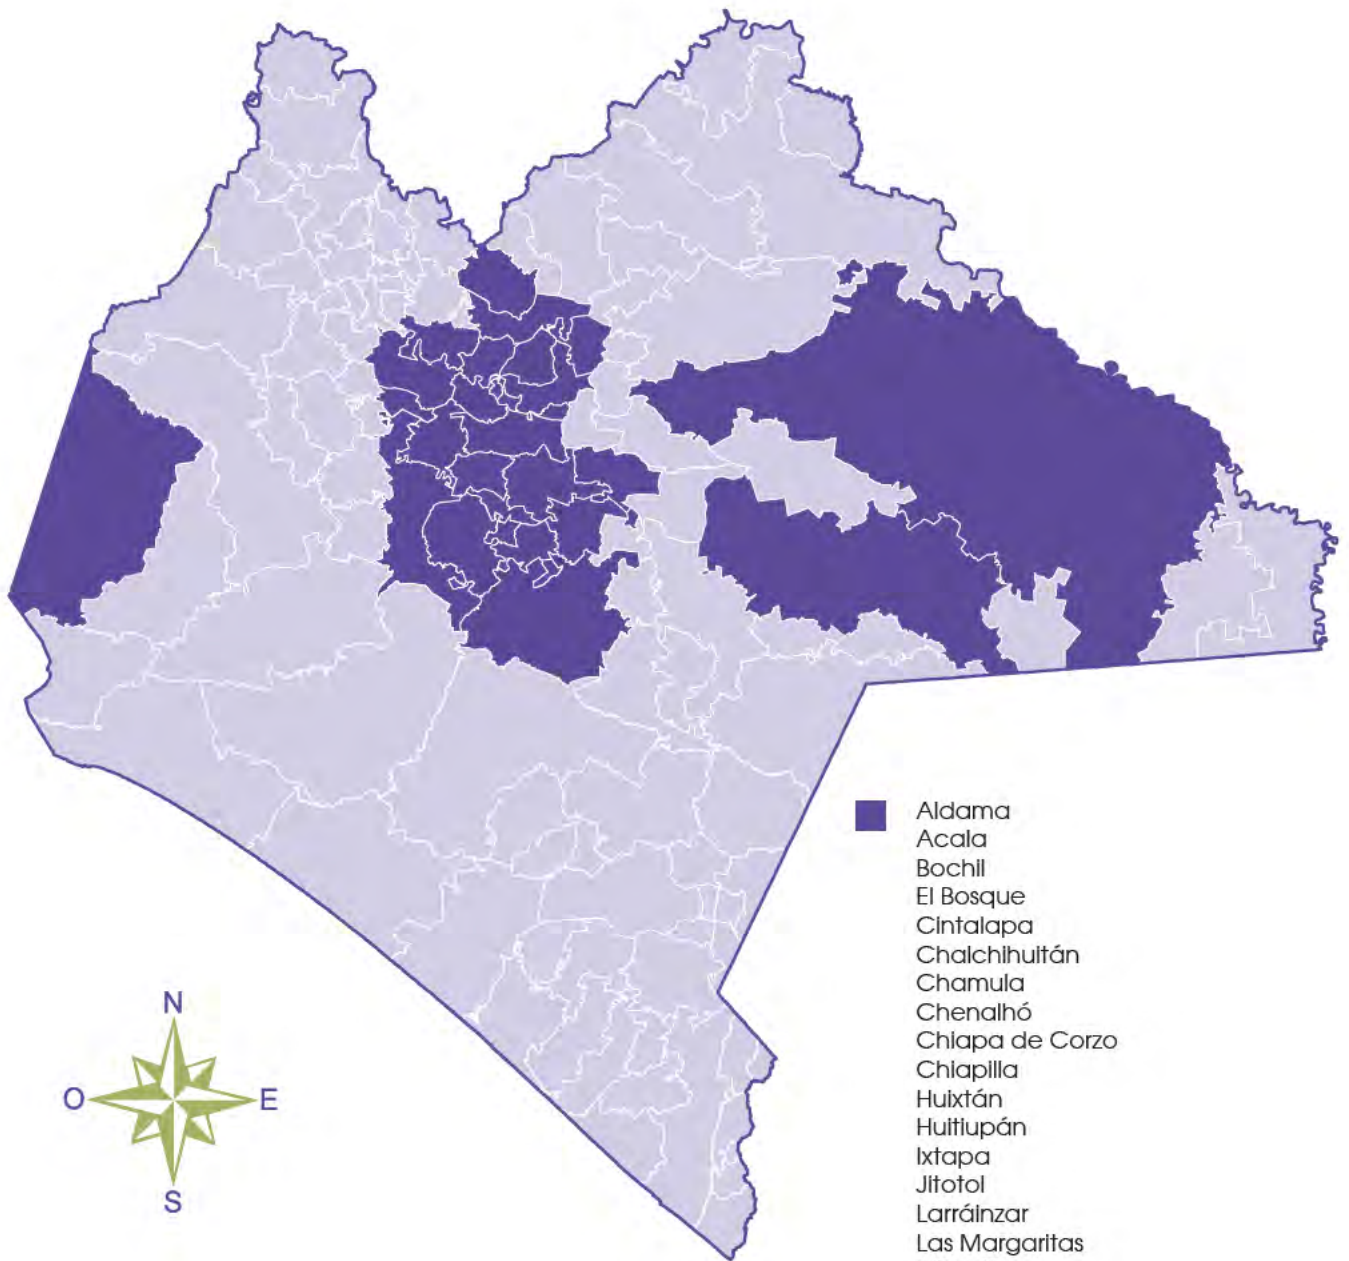 Aldama
Acala
Bochil
El Bosque
Cintalapa
Chalchihuitán
Chamula
Chenalhó
Chiapa de Corzo
Chiapilla
Huixtán
Huitiupán
Ixtapa
Jitotol
Larráinzar
Las Margaritas
N
O E
S